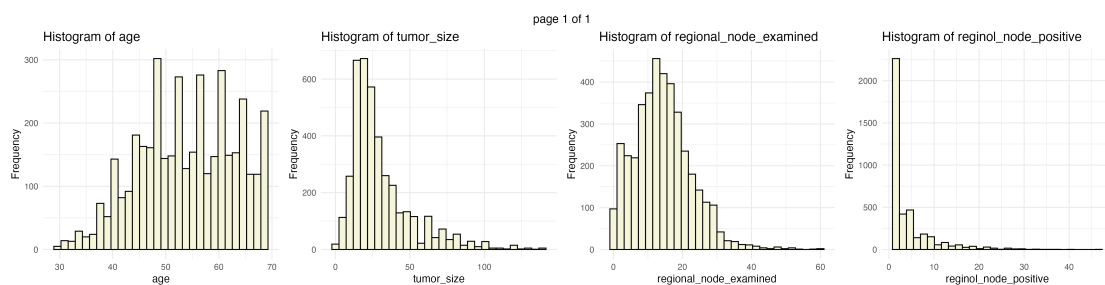 page 1 of 1
Histogram of age
300
200
100
0
Frequency
30 40 50 60 70
age
Histogram of tumor_size
600
400
200
0
Frequency
0 50 100
tumor_size
Histogram of regional_node_examined
400
300
200
100
0
Frequency
0 20 40 60
regional_node_examined
Histogram of reginol_node_positive
2000
1500
1000
500
0
Frequency
0 10 20 30 40
reginol_node_positive